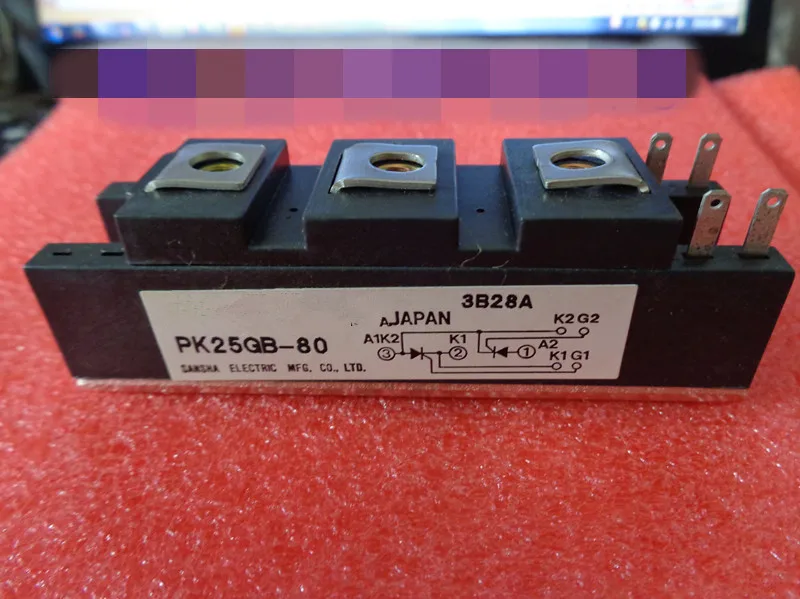 3B28A
A JAPAN
PK25GB-80
SANSHA ELECTRIC MFG. CO., LTD.
K2 G2
A1K2 K1 A2
3 2 1
K1 G1